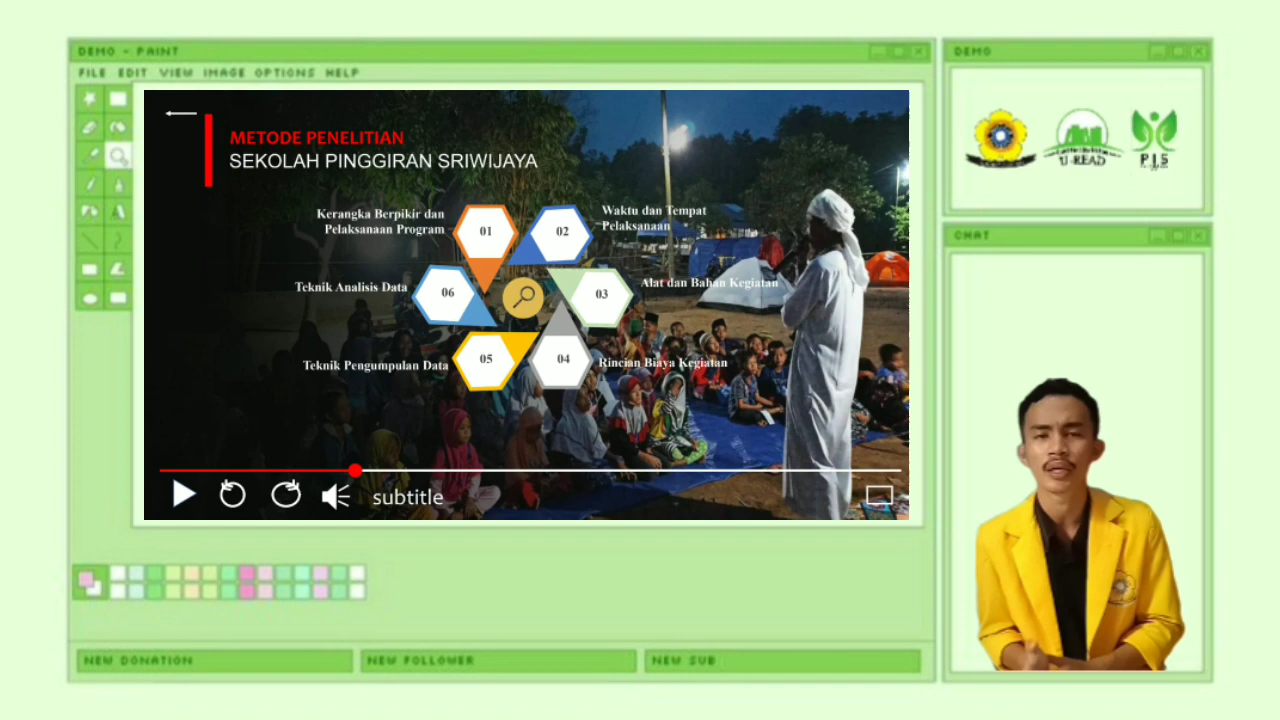 DEMO - PAINT
FILE EDIT VIEW IMAGE OPTIONS HELP
METODE PENELITIAN
SEKOLAH PINGGIRAN SRIWIJAYA
Kerangka Berpikir dan
Pelaksanaan Program
01
02
Waktu dan Tempat
Pelaksanaan
Teknik Analisis Data
06
03
Alat dan Bahan Kegiatan
Teknik Pengumpulan Data
05
04
Rincian Biaya Kegiatan
subtitle
NEW DONATION
NEW FOLLOWER
NEW SUB
DEMO
U-READ
PJS
CHAT